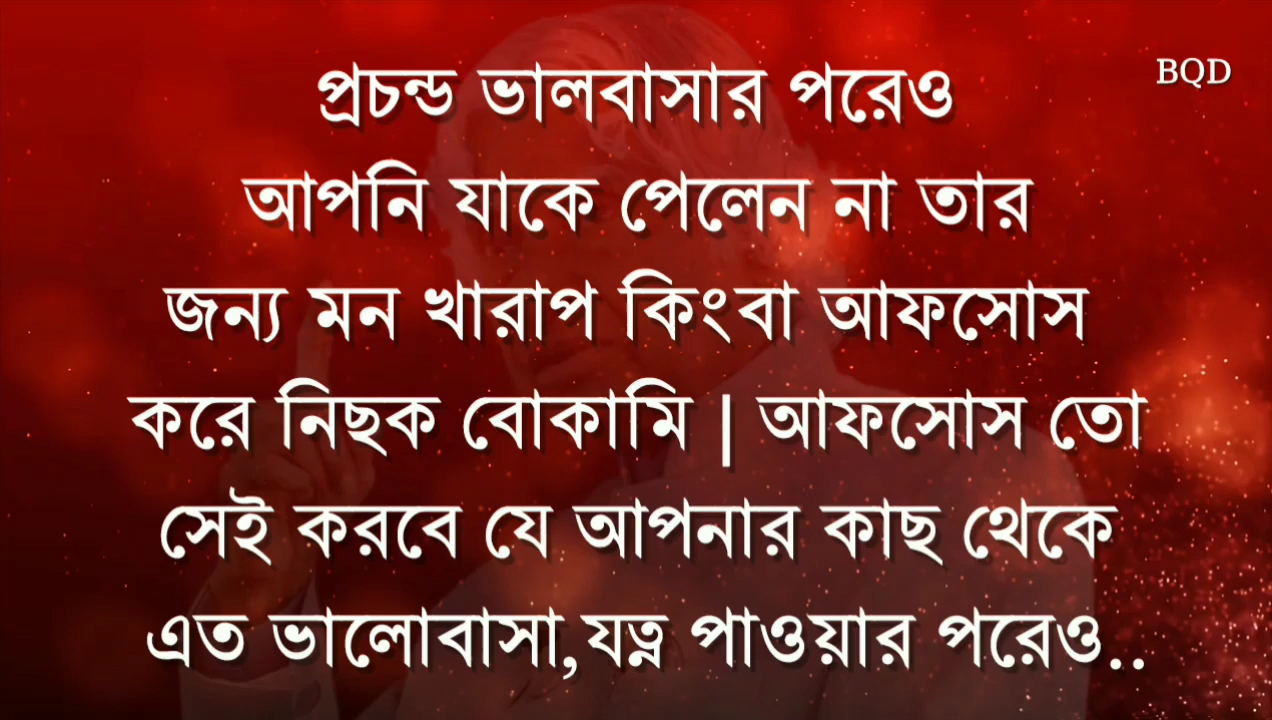 BQD
প্রচন্ড ভালবাসার পরেও
আপনি যাকে পেলেন না তার
জন্য মন খারাপ কিংবা আফসোস
করে নিছক বোকামি | আফসোস তো
সেই করবে যে আপনার কাছ থেকে
এত ভালোবাসা,যত্ন পাওয়ার পরেও..